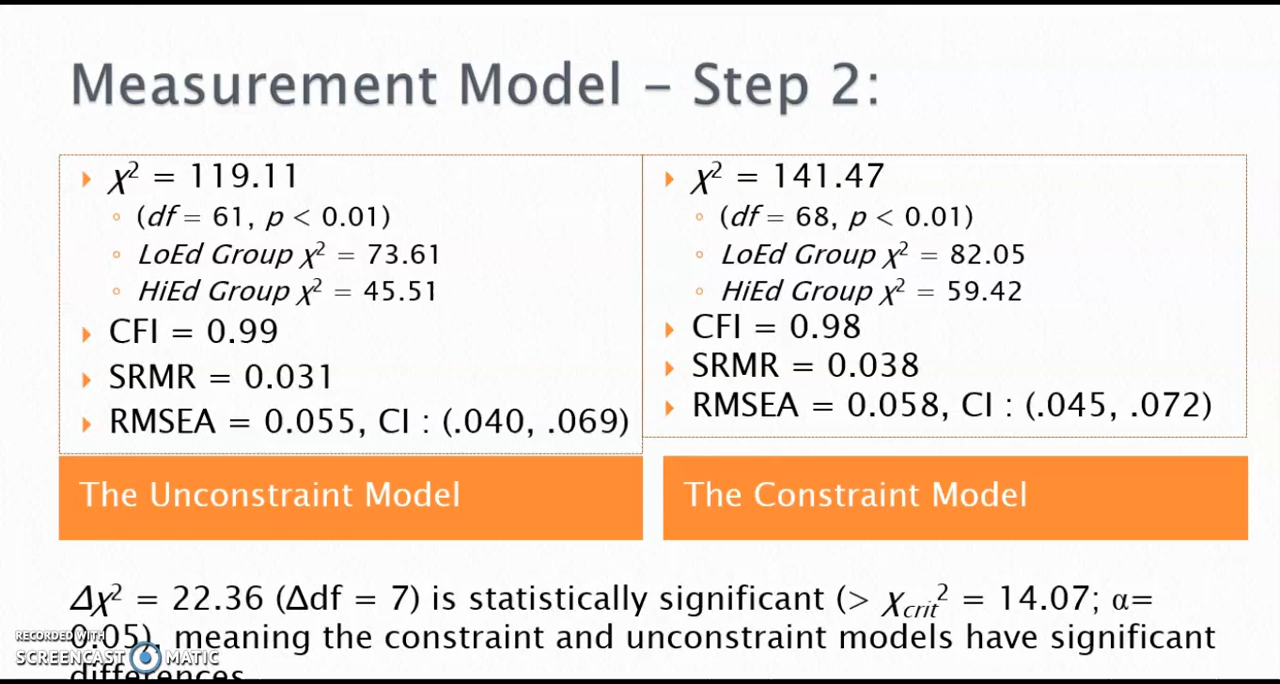 Measurement Model – Step 2:
χ² = 119.11
(df = 61, p < 0.01)
LoEd Group χ² = 73.61
HiEd Group χ² = 45.51
CFI = 0.99
SRMR = 0.031
RMSEA = 0.055, CI : (.040, .069)
The Unconstraint Model
χ² = 141.47
(df = 68, p < 0.01)
LoEd Group χ² = 82.05
HiEd Group χ² = 59.42
CFI = 0.98
SRMR = 0.038
RMSEA = 0.058, CI : (.045, .072)
The Constraint Model
Δχ² = 22.36 (Δdf = 7) is statistically significant (> χcrit² = 14.07; α=
0.05), meaning the constraint and unconstraint models have significant
differences
RECORDED WITH
SCREENCAST MATIC